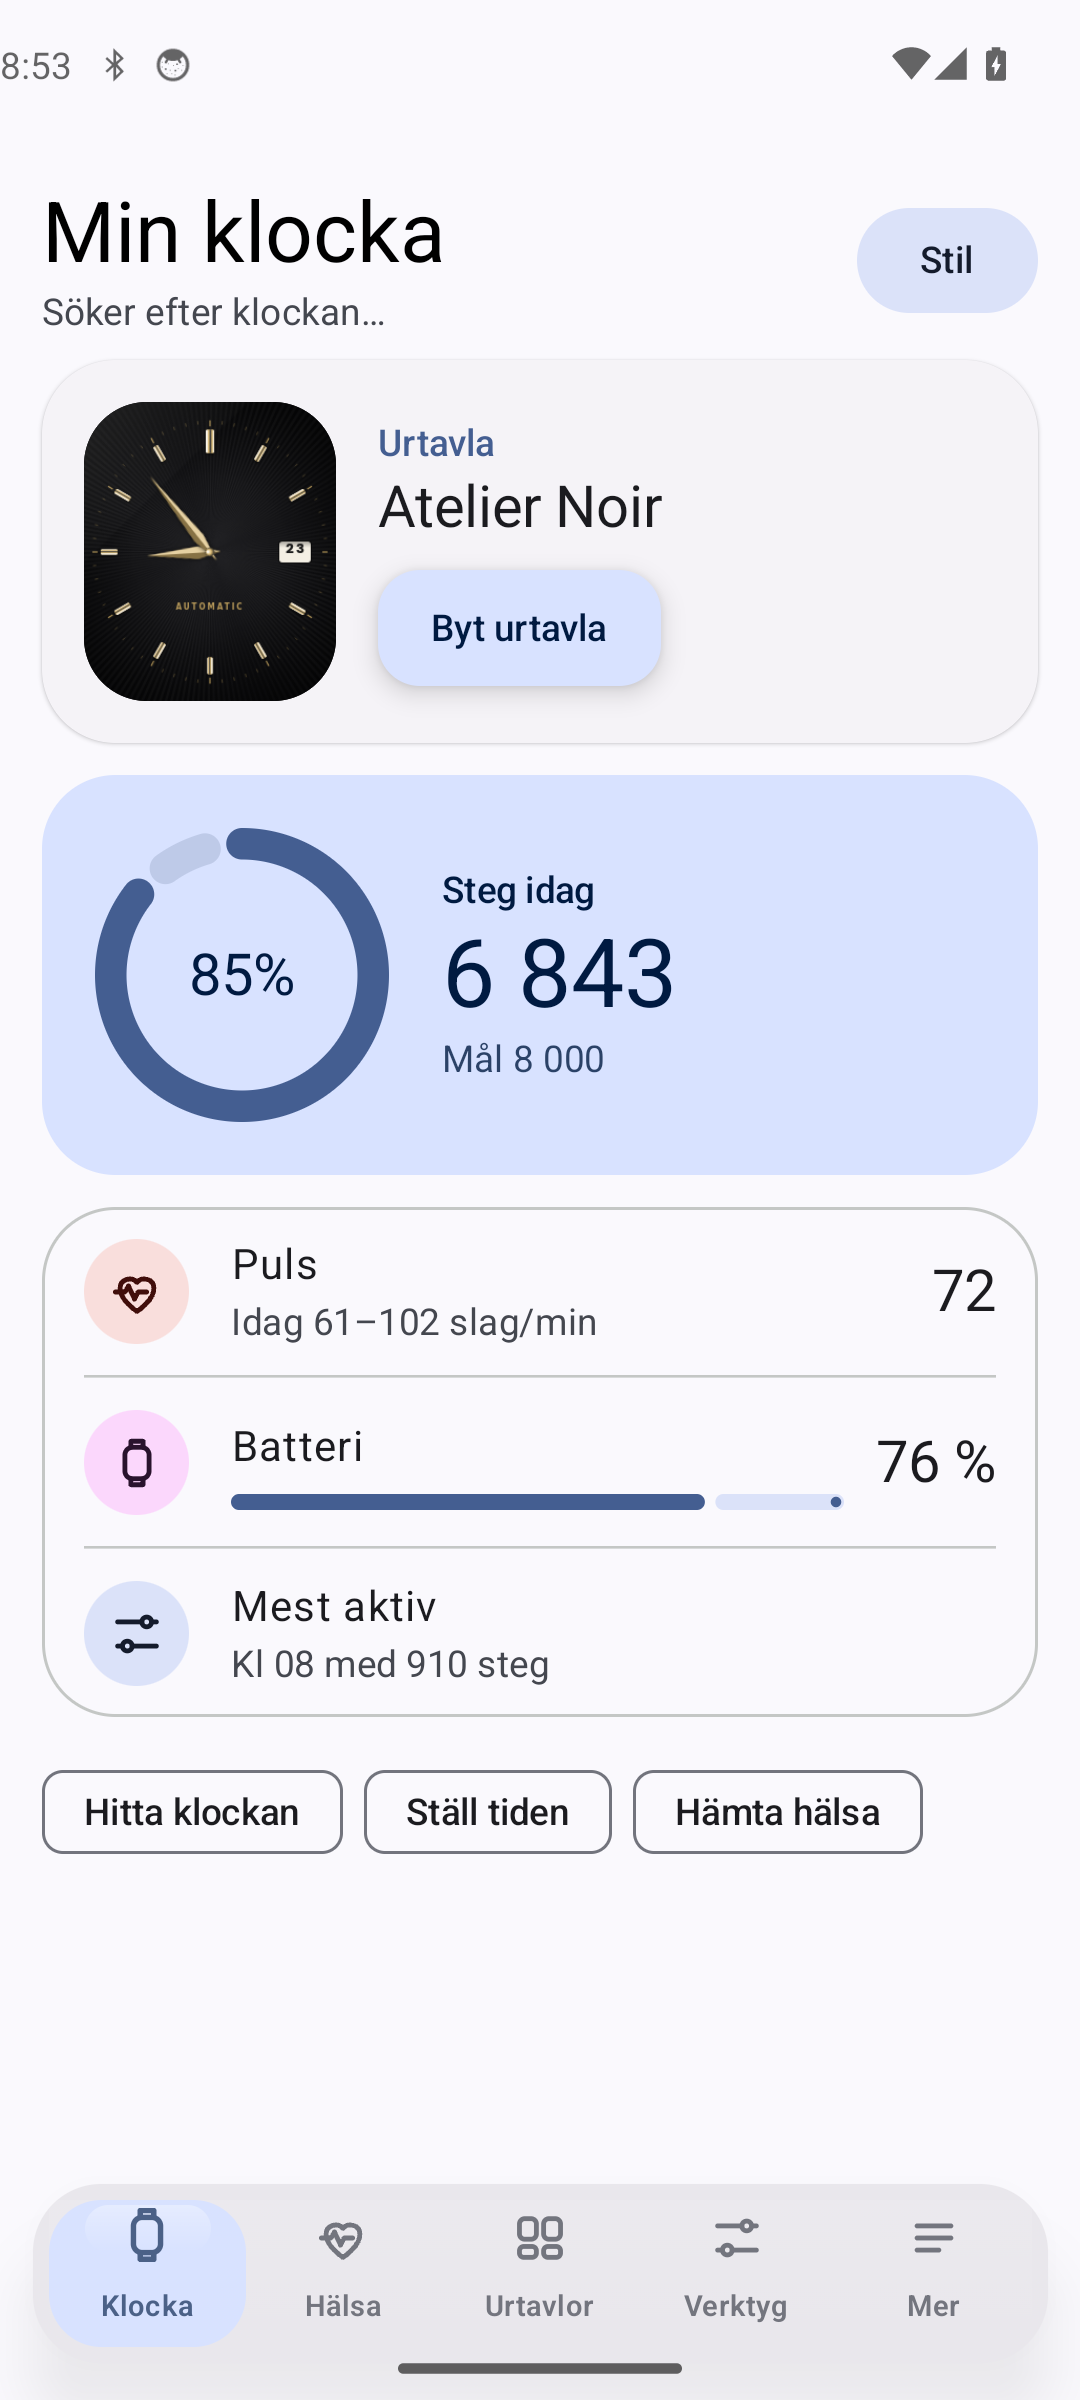 8:53
Min klocka
Söker efter klockan…
Stil
Urtavla
Atelier Noir
23
AUTOMATIC
Byt urtavla
85%
Steg idag
6 843
Mål 8 000
Puls
Idag 61–102 slag/min
72
Batteri
76 %
Mest aktiv
Kl 08 med 910 steg
Hitta klockan
Ställ tiden
Hämta hälsa
Klocka
Hälsa
Urtavlor
Verktyg
Mer